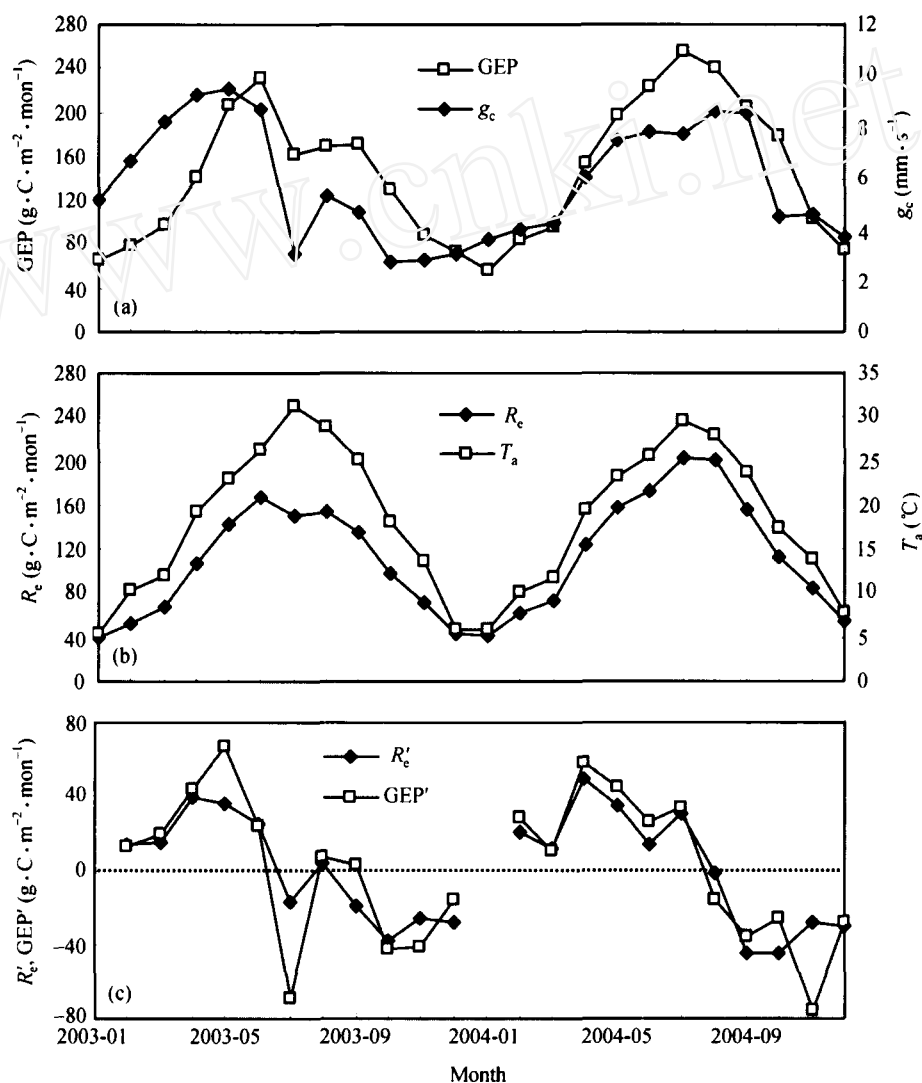 280
240
200
160
120
80
40
0
GEP (g·C·m⁻²·mon⁻¹)
GEP
g_c
12
10
8
6
4
2
0
g_c (mm·s⁻¹)
(a)
www.cnki.net
280
240
200
160
120
80
40
0
R_e (g·C·m⁻²·mon⁻¹)
R_e
T_a
35
30
25
20
15
10
5
0
T_a (℃)
(b)
80
40
0
−40
−80
R′_e, GEP′ (g·C·m⁻²·mon⁻¹)
R′_e
GEP′
(c)
2003-01 2003-05 2003-09 2004-01 2004-05 2004-09
Month